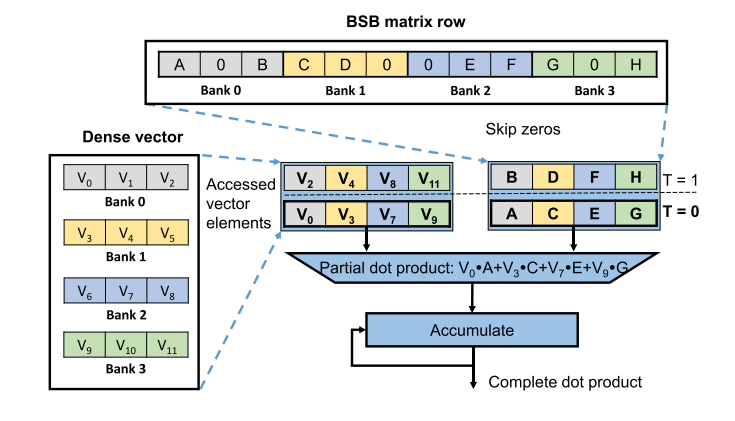 BSB matrix row
A 0 B C D 0 0 E F G 0 H
Bank 0 Bank 1 Bank 2 Bank 3
Skip zeros
Dense vector
V0 V1 V2
Bank 0
V3 V4 V5
Bank 1
V6 V7 V8
Bank 2
V9 V10 V11
Bank 3
Accessed
vector
elements
V2 V4 V8 V11
V0 V3 V7 V9
B D F H T = 1
A C E G T = 0
Partial dot product: V0•A+V3•C+V7•E+V9•G
Accumulate
Complete dot product